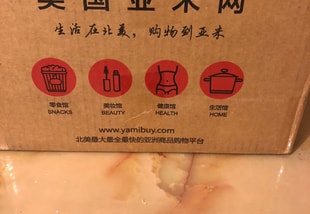 美国亚米网
生活在北美，购物到亚米
零食馆 美妆馆 健康馆 生活馆
SNACKS BEAUTY HEALTH HOME
www.yamibuy.com
北美最大最全最快的亚洲商品购物平台